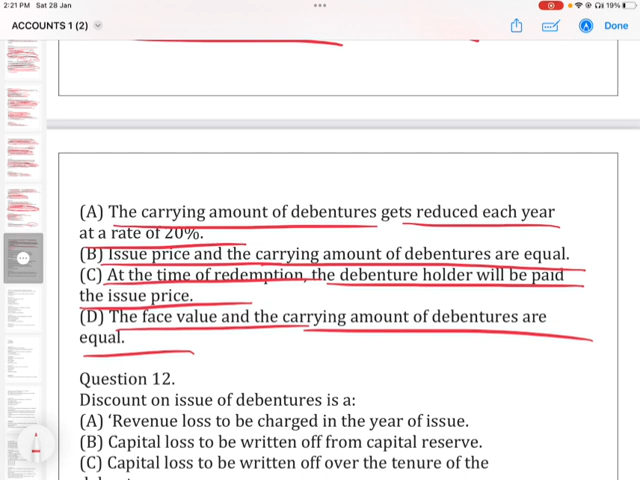 2:21 PM Sat 28 Jan
19%
ACCOUNTS 1 (2)
Done
(A) The carrying amount of debentures gets reduced each year
at a rate of 20%.
(B) Issue price and the carrying amount of debentures are equal.
(C) At the time of redemption, the debenture holder will be paid
the issue price.
(D) The face value and the carrying amount of debentures are
equal.
Question 12.
Discount on issue of debentures is a:
(A) ‘Revenue loss to be charged in the year of issue.
(B) Capital loss to be written off from capital reserve.
(C) Capital loss to be written off over the tenure of the